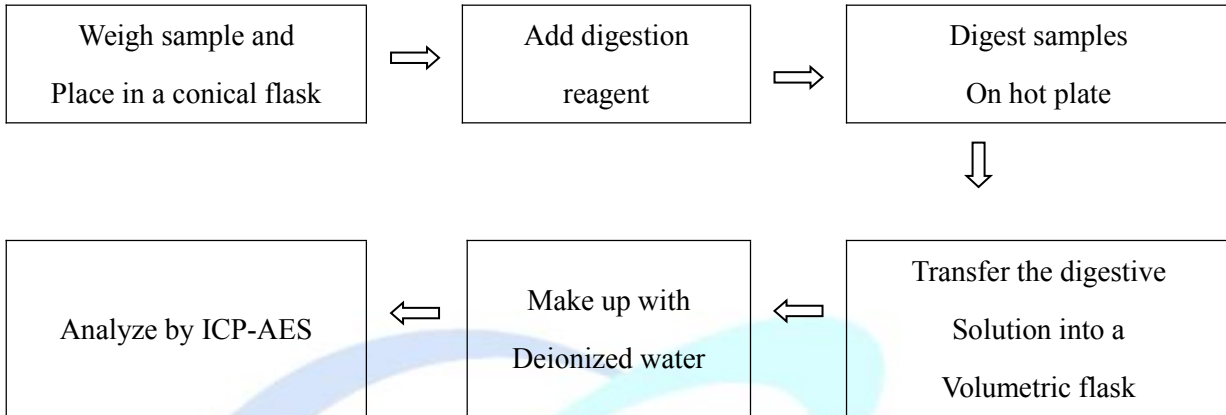 Weigh sample and
Place in a conical flask
Add digestion
reagent
Digest samples
On hot plate
Transfer the digestive
Solution into a
Volumetric flask
Make up with
Deionized water
Analyze by ICP-AES